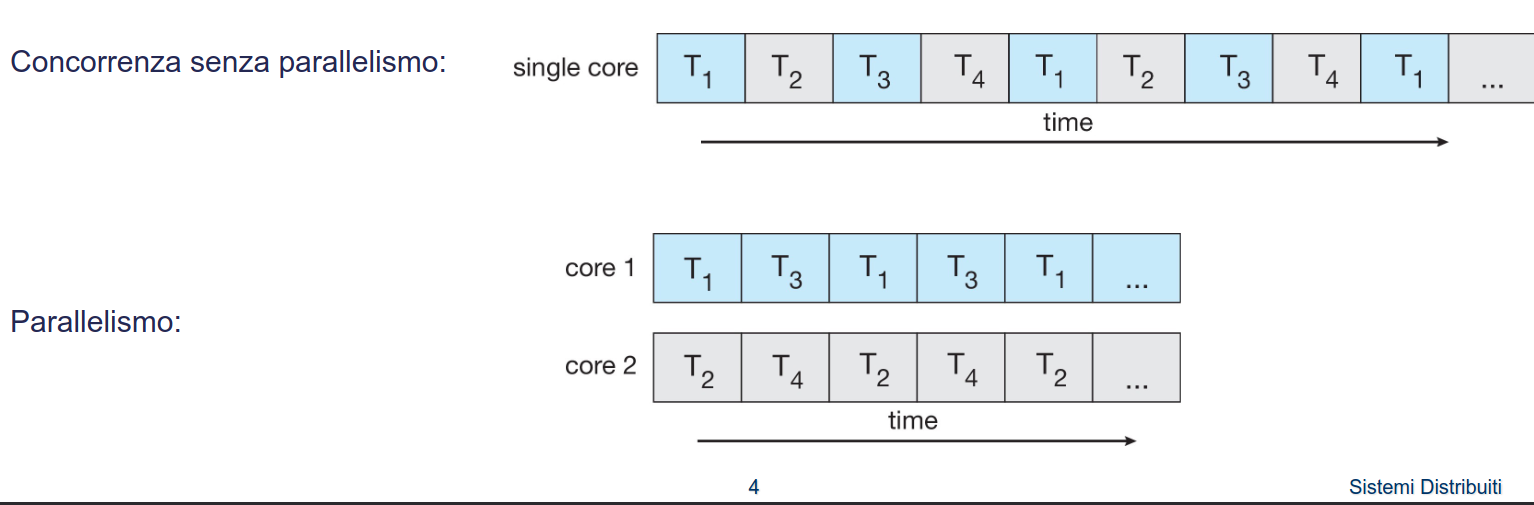 Concorrenza senza parallelismo:
single core T1 T2 T3 T4 T1 T2 T3 T4 T1 ...
time
core 1 T1 T3 T1 T3 T1 ...
Parallelismo:
core 2 T2 T4 T2 T4 T2 ...
time
4
Sistemi Distribuiti